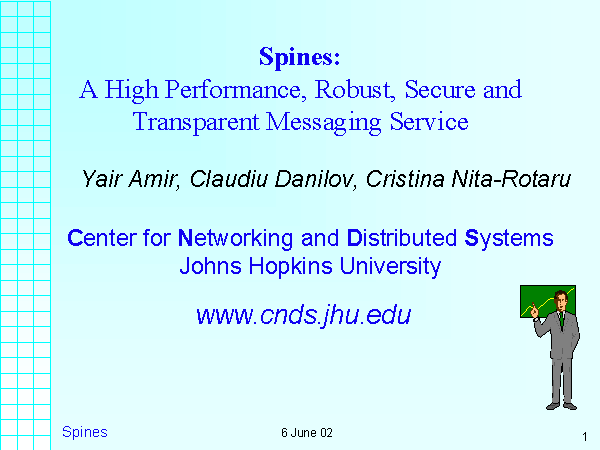 Spines:
A High Performance, Robust, Secure and
Transparent Messaging Service
Yair Amir, Claudiu Danilov, Cristina Nita-Rotaru
Center for Networking and Distributed Systems
Johns Hopkins University
www.cnds.jhu.edu
Spines
6 June 02
1